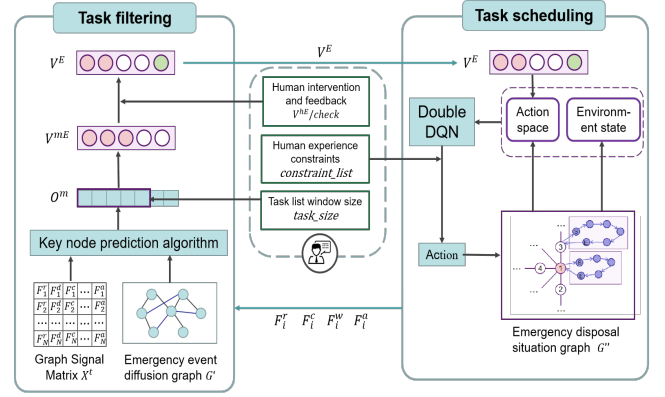 Task filtering
Task scheduling
V^E
V^E
V^E
Human intervention
and feedback
V^{hE}/check
Double
DQN
Action
space
Environm-
ent state
V^{mE}
Human experience
constraints
constraint_list
O^m
Task list window size
task_size
Key node prediction algorithm
Action
F_1^r F_1^d F_1^c ... F_1^a
F_2^r F_2^d F_2^c ... F_2^a
... ... ... ...
F_N^r F_N^d F_N^c ... F_N^a
...
...
3
4
1
...
2
...
...
F_i^r F_i^c F_i^w F_i^a
Graph Signal
Matrix X^t
Emergency event
diffusion graph G'
Emergency disposal
situation graph G''